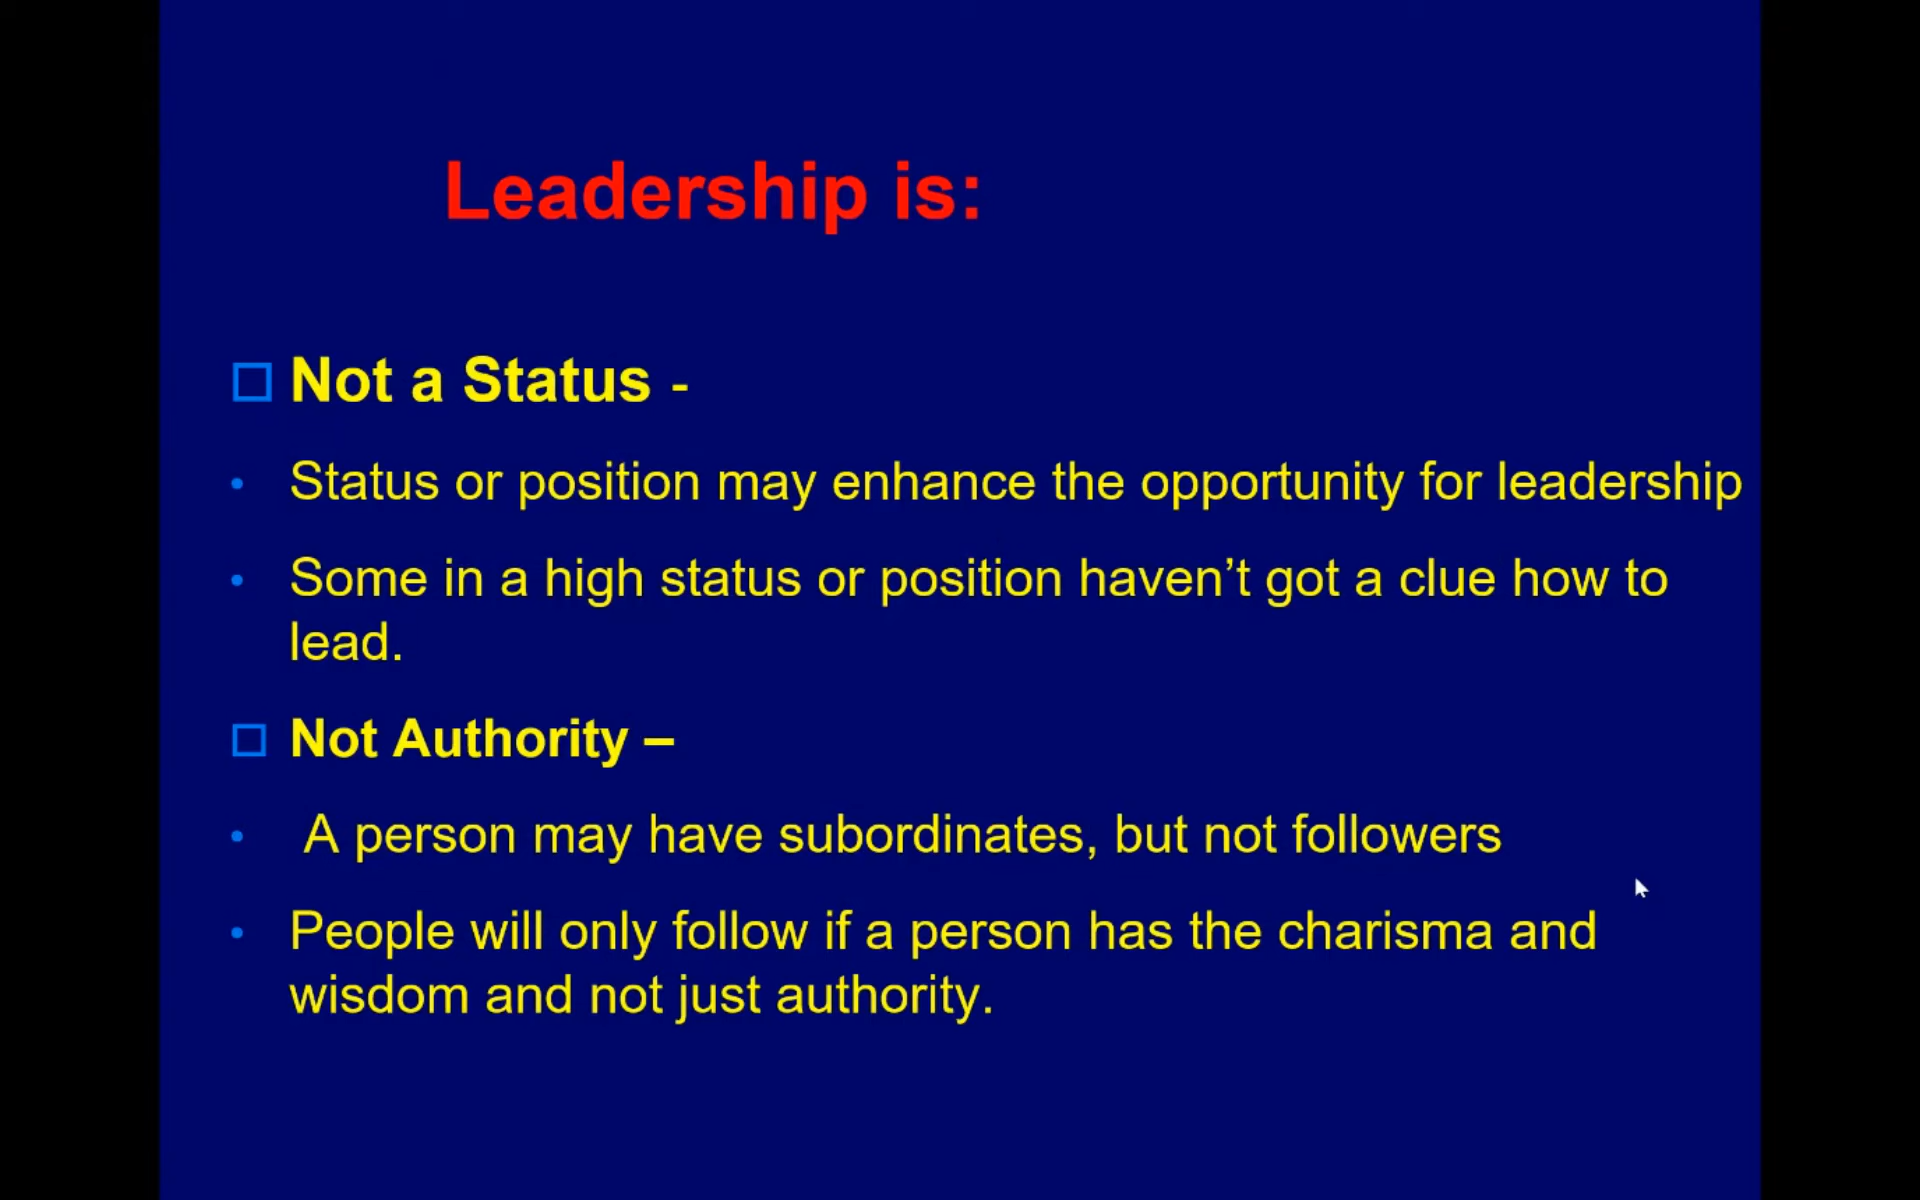 Leadership is:
Not a Status -
• Status or position may enhance the opportunity for leadership
• Some in a high status or position haven’t got a clue how to
lead.
Not Authority –
• A person may have subordinates, but not followers
• People will only follow if a person has the charisma and
wisdom and not just authority.